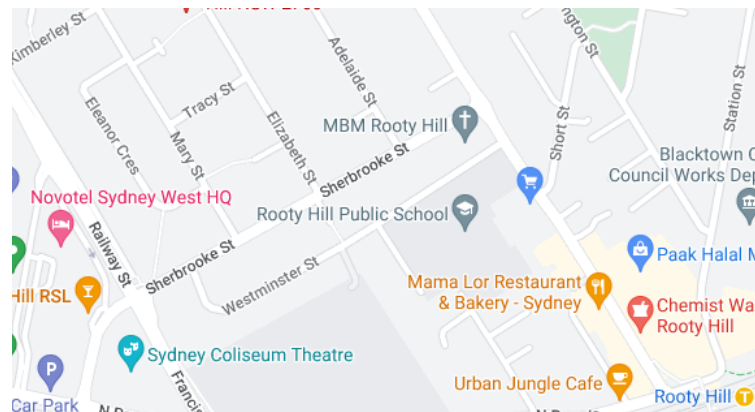 Kimberley St
Adelaide St
ngton St
Station St
Tracy St
Eleanor Cres
Mary St
Elizabeth St
MBM Rooty Hill
Short St
Sherbrooke St
Blacktown C
Council Works Dep
Novotel Sydney West HQ
Rooty Hill Public School
Railway St
Sherbrooke St
Westminster St
Paak Halal M
Mama Lor Restaurant
& Bakery - Sydney
Hill RSL
Chemist Wa
Rooty Hill
Sydney Coliseum Theatre
P
Car Park
Francis
Urban Jungle Cafe
Rooty Hill
T